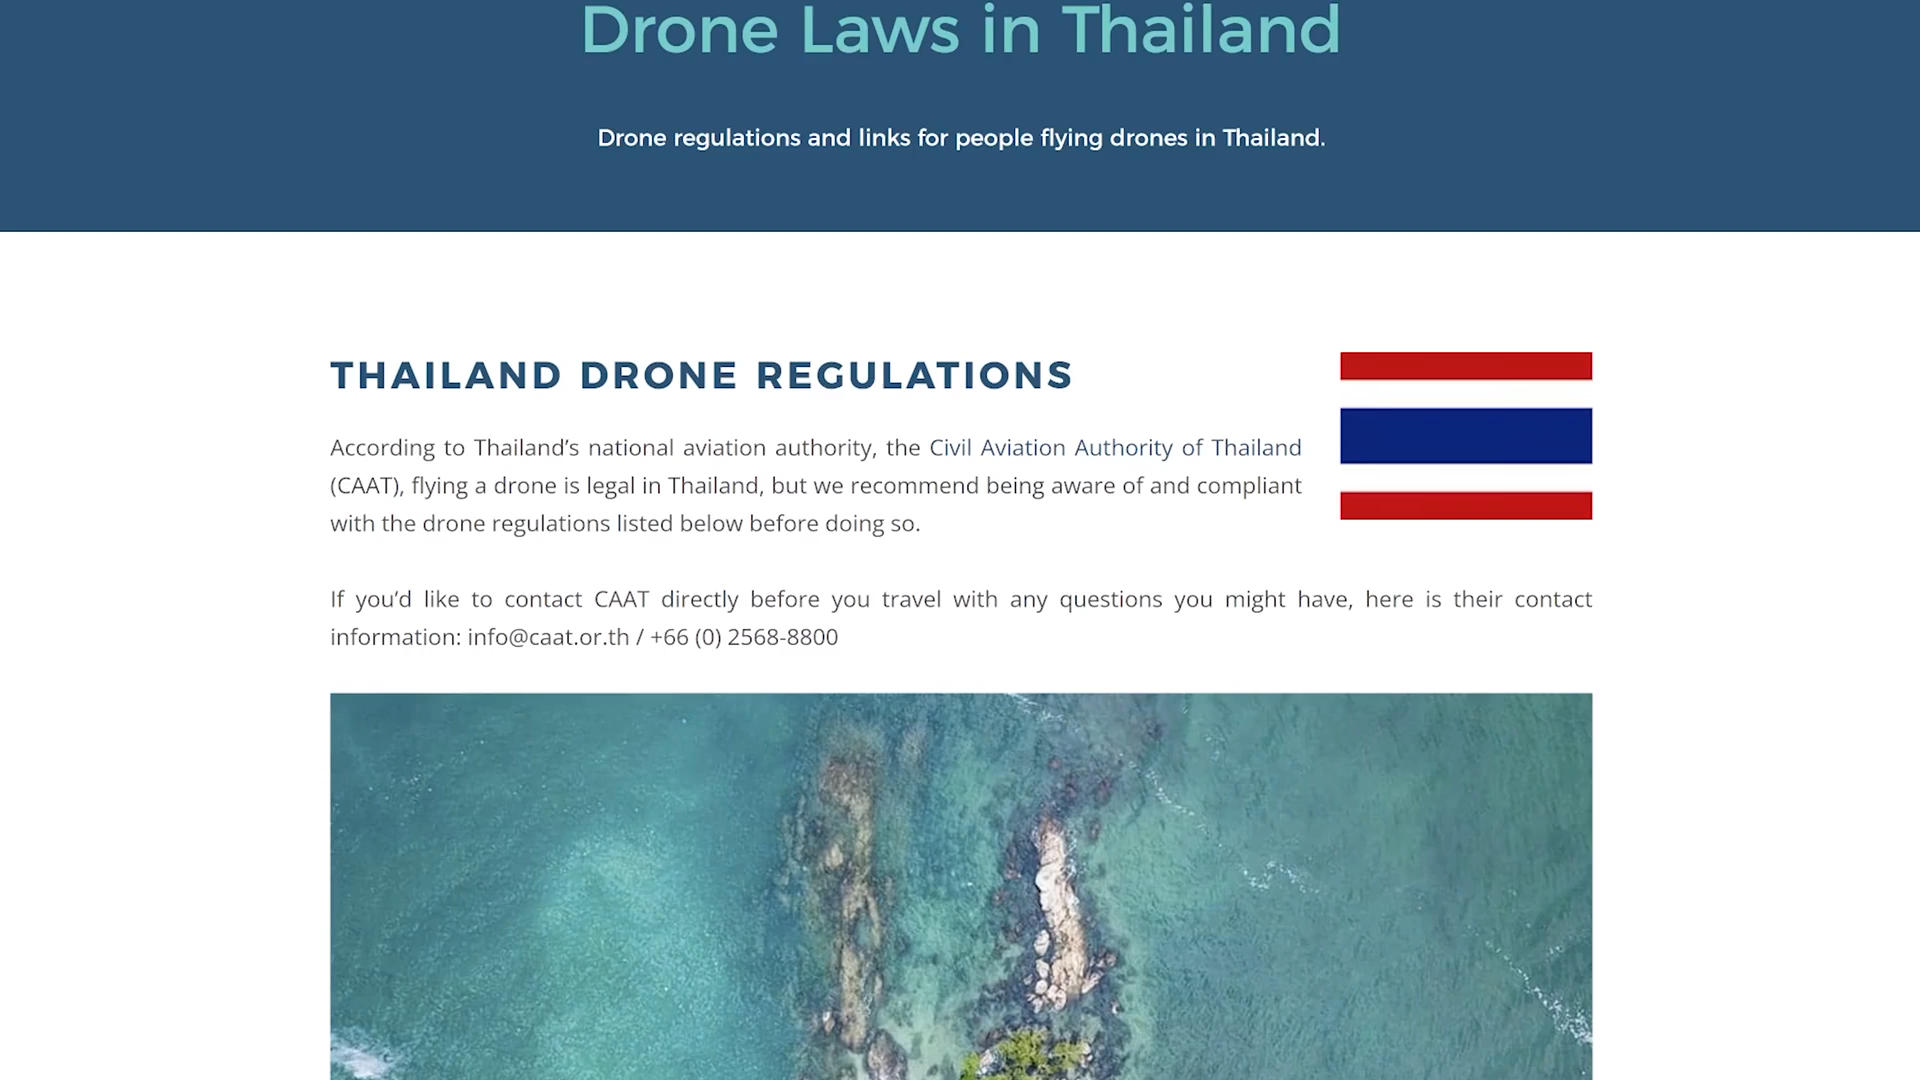 Drone Laws in Thailand
Drone regulations and links for people flying drones in Thailand.
THAILAND DRONE REGULATIONS
According to Thailand’s national aviation authority, the Civil Aviation Authority of Thailand
(CAAT), flying a drone is legal in Thailand, but we recommend being aware of and compliant
with the drone regulations listed below before doing so.
If you’d like to contact CAAT directly before you travel with any questions you might have, here is their contact
information: info@caat.or.th / +66 (0) 2568-8800